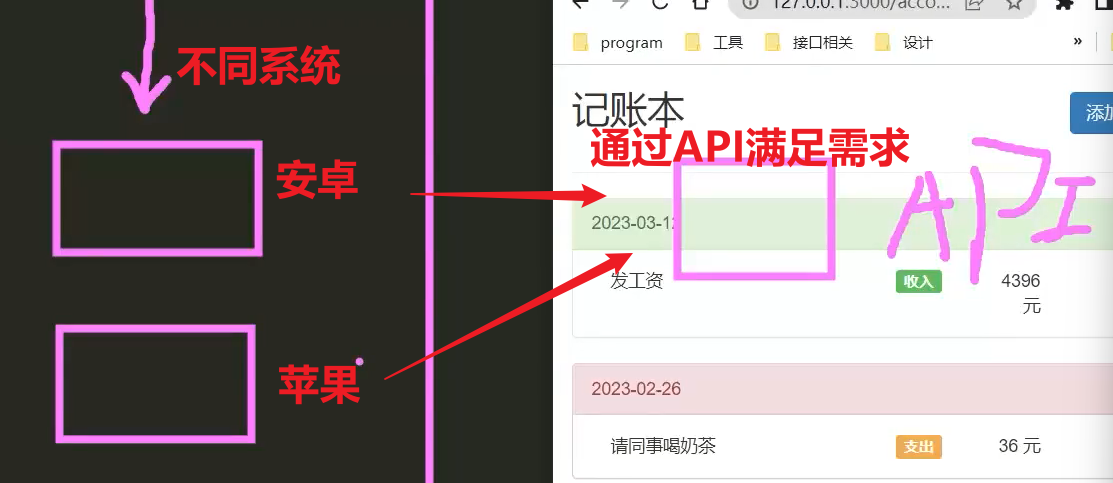 不同系统
安卓
苹果
127.0.0.1:3000/acco...
program 工具 接口相关 设计 »
记账本
添加
通过API满足需求
API
2023-03-12
发工资 收入 4396 元
2023-02-26
请同事喝奶茶 支出 36 元